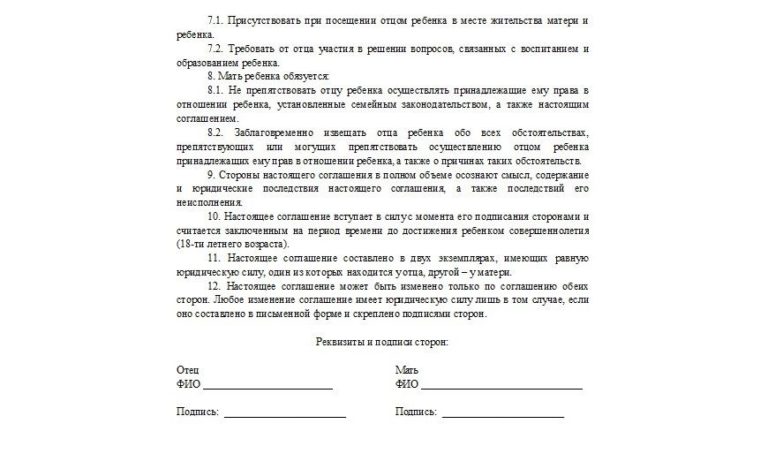 7.1. Присутствовать при посещении отцом ребенка в месте жительства матери и
ребенка.
7.2. Требовать от отца участия в решении вопросов, связанных с воспитанием и
образованием ребенка.
8. Мать ребенка обязуется:
8.1. Не препятствовать отцу ребенка осуществлять принадлежащие ему права в
отношении ребенка, установленные семейным законодательством, а также настоящим
соглашением.
8.2. Заблаговременно извещать отца ребенка обо всех обстоятельствах,
препятствующих или могущих препятствовать осуществлению отцом ребенка
принадлежащих ему прав в отношении ребенка, а также о причинах таких обстоятельств.
9. Стороны настоящего соглашения в полном объеме осознают смысл, содержание
и юридические последствия настоящего соглашения, а также последствий его
неисполнения.
10. Настоящее соглашение вступает в силу с момента его подписания сторонами и
считается заключенным на период времени до достижения ребенком совершеннолетия
(18-ти летнего возраста).
11. Настоящее соглашение составлено в двух экземплярах, имеющих равную
юридическую силу, один из которых находится у отца, другой – у матери.
12. Настоящее соглашение может быть изменено только по соглашению обеих
сторон. Любое изменение соглашение имеет юридическую силу лишь в том случае, если
оно составлено в письменной форме и скреплено подписями сторон.
Реквизиты и подписи сторон:
Отец Мать
ФИО ФИО
Подпись: Подпись: